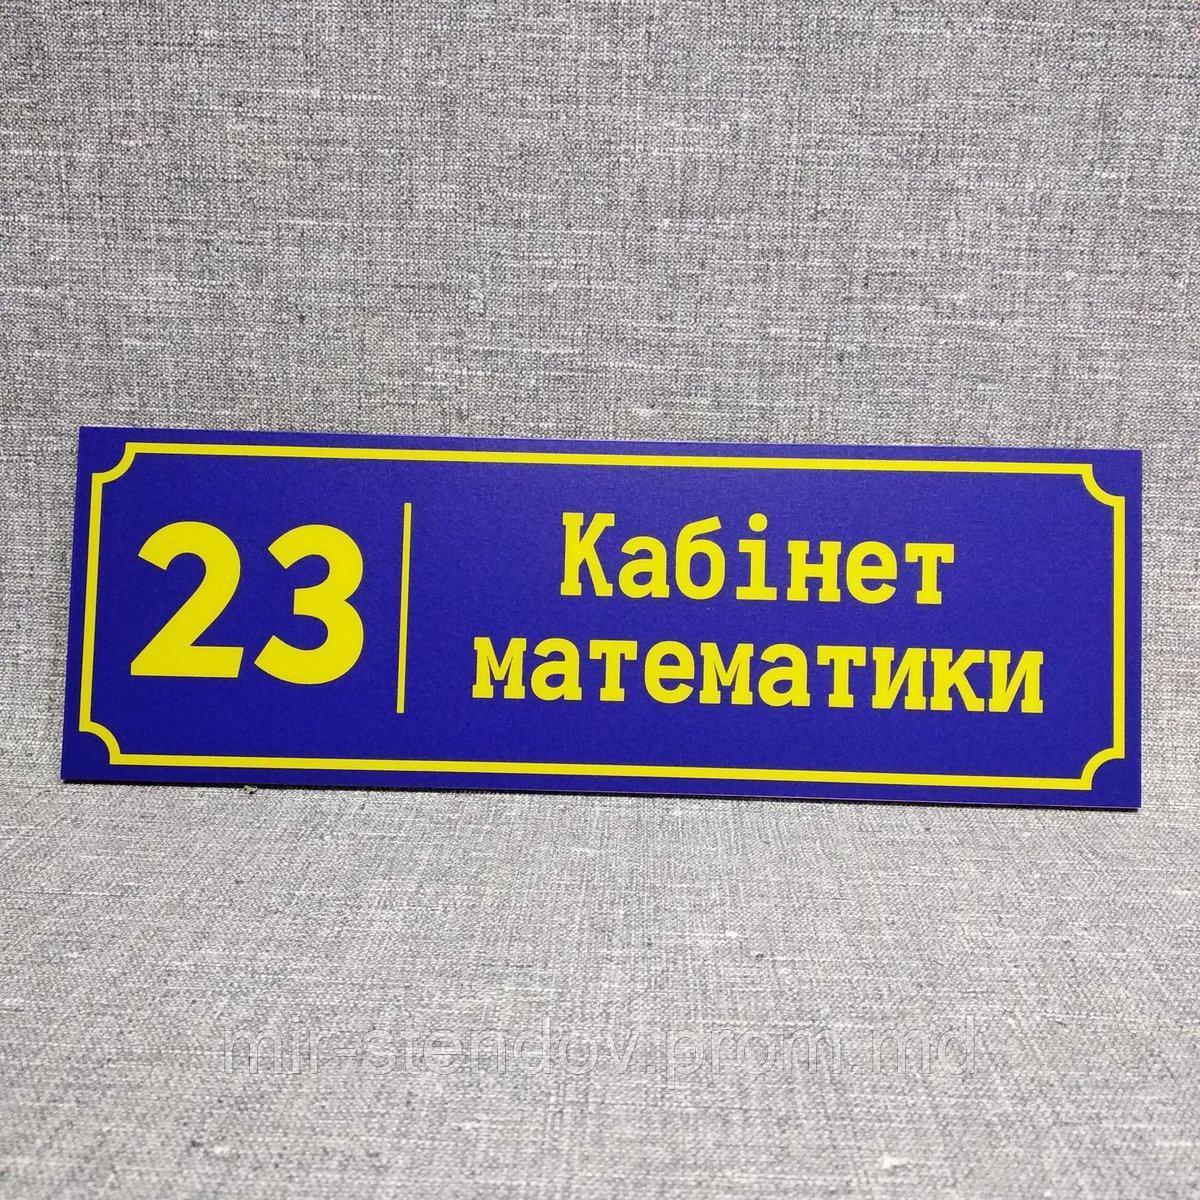 23
Кабінет
математики
mir-stendov.prom.md